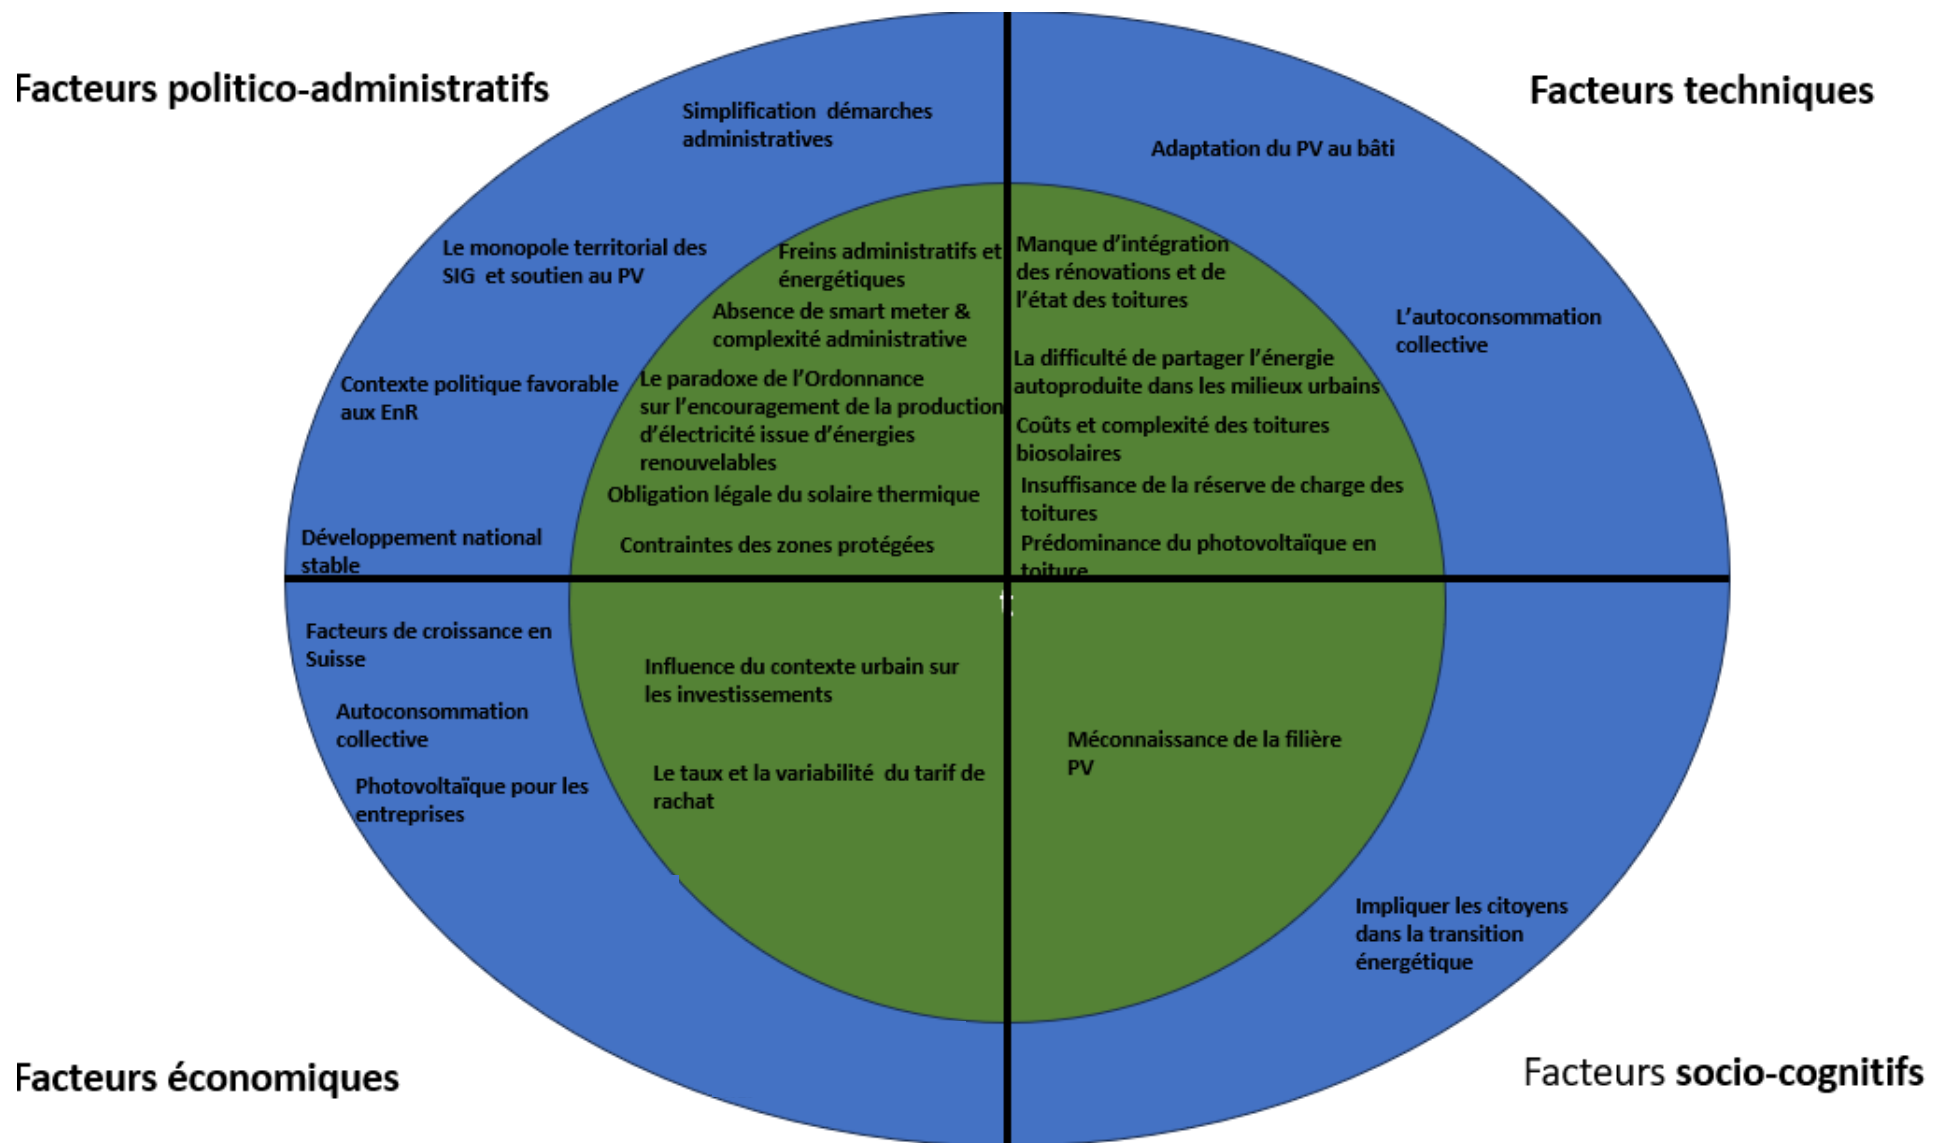 Facteurs politico-administratifs
Simplification démarches
administratives
Le monopole territorial des
SIG et soutien au PV
Contexte politique favorable
aux EnR
Développement national
stable
Freins administratifs et
énergétiques
Absence de smart meter &
complexité administrative
Le paradoxe de l'Ordonnance
sur l'encouragement de la production
d'électricité issue d'énergies
renouvelables
Obligation légale du solaire thermique
Contraintes des zones protégées
Facteurs techniques
Adaptation du PV au bâti
L'autoconsommation
collective
Manque d'intégration
des rénovations et de
l'état des toitures
La difficulté de partager l'énergie
autoproduite dans les milieux urbains
Coûts et complexité des toitures
biosolaires
Insuffisance de la réserve de charge des
toitures
Prédominance du photovoltaïque en
toiture
Facteurs de croissance en
Suisse
Autoconsommation
collective
Photovoltaïque pour les
entreprises
Influence du contexte urbain sur
les investissements
Le taux et la variabilité du tarif de
rachat
Facteurs économiques
Méconnaissance de la filière
PV
Impliquer les citoyens
dans la transition
énergétique
Facteurs socio-cognitifs